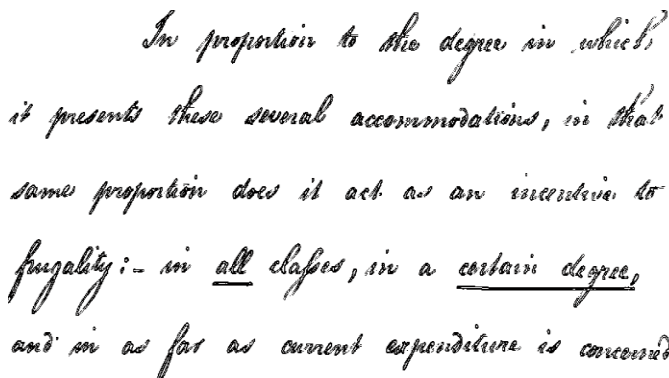 In proportion to the degree in which
it presents these several accommodations, in that
same proportion does it act as an incentive to
frugality:- in all claſses, in a certain degree,
and in as far as current expenditure is concerned